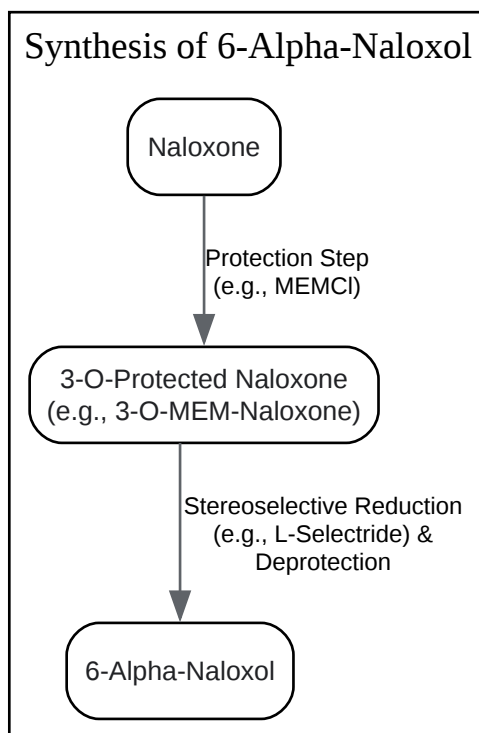 Synthesis of 6-Alpha-Naloxol
Naloxone
Protection Step
(e.g., MEMCl)
3-O-Protected Naloxone
(e.g., 3-O-MEM-Naloxone)
Stereoselective Reduction
(e.g., L-Selectride) &
Deprotection
6-Alpha-Naloxol